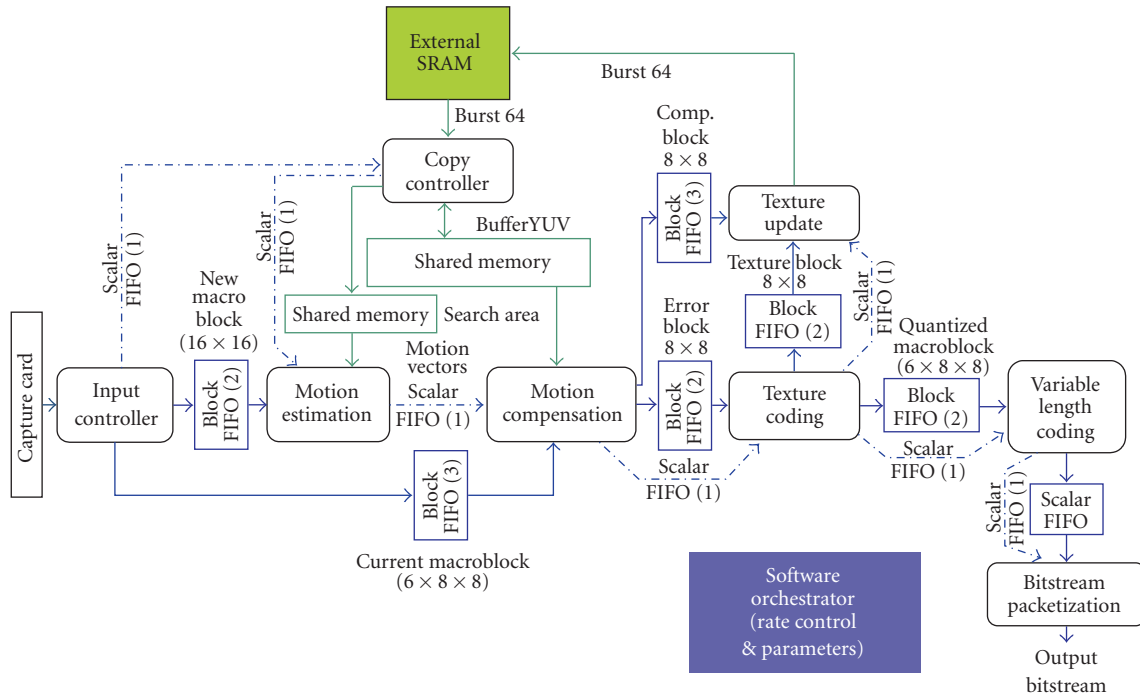 External
SRAM
Burst 64
Burst 64
Comp.
block
8 × 8
Copy
controller
Block
FIFO (3)
Texture
update
Scalar
FIFO (1)
Scalar
FIFO (1)
BufferYUV
Shared memory
Texture block
8 × 8
Scalar
FIFO (1)
New
macro
block
(16 × 16)
Shared memory
Search area
Error
block
8 × 8
Block
FIFO (2)
Quantized
macroblock
(6 × 8 × 8)
Capture card
Input
controller
Block
FIFO (2)
Motion
estimation
Motion
vectors
Scalar
FIFO (1)
Motion
compensation
Block
FIFO (2)
Texture
coding
Block
FIFO (2)
Variable
length
coding
Scalar
FIFO (1)
Scalar
FIFO (1)
Block
FIFO (3)
Current macroblock
(6 × 8 × 8)
Scalar
FIFO (1)
Scalar
FIFO
Software
orchestrator
(rate control
& parameters)
Bitstream
packetization
Output
bitstream